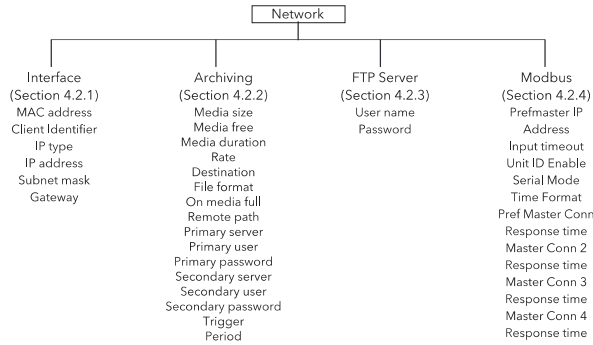 Network
Interface
(Section 4.2.1)
MAC address
Client Identifier
IP type
IP address
Subnet mask
Gateway
Archiving
(Section 4.2.2)
Media size
Media free
Media duration
Rate
Destination
File format
On media full
Remote path
Primary server
Primary user
Primary password
Secondary server
Secondary user
Secondary password
Trigger
Period
FTP Server
(Section 4.2.3)
User name
Password
Modbus
(Section 4.2.4)
Prefmaster IP
Address
Input timeout
Unit ID Enable
Serial Mode
Time Format
Pref Master Conn
Response time
Master Conn 2
Response time
Master Conn 3
Response time
Master Conn 4
Response time